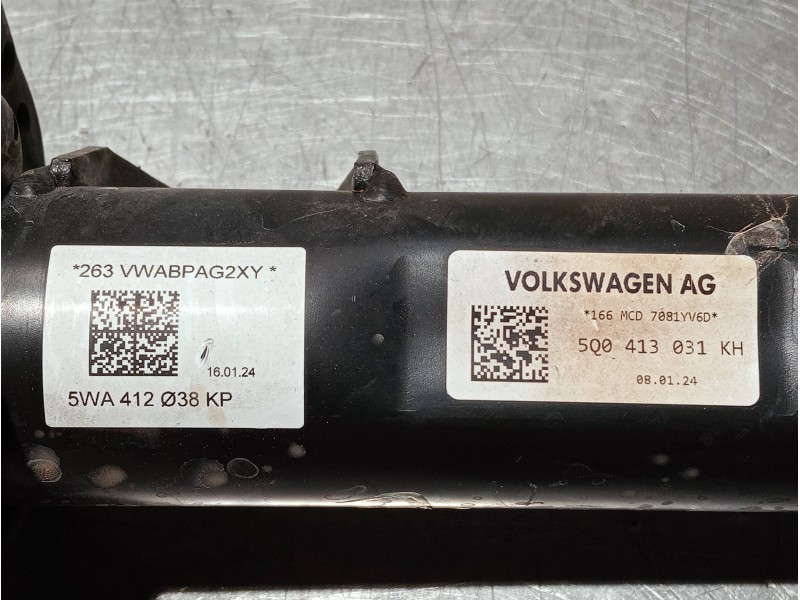 *263 VWABPAG2XY *
16.01.24
5WA 412 Ø38 KP
VOLKSWAGEN AG
*166 MCD 7081YV6D*
5Q0 413 031 KH
08.01.24